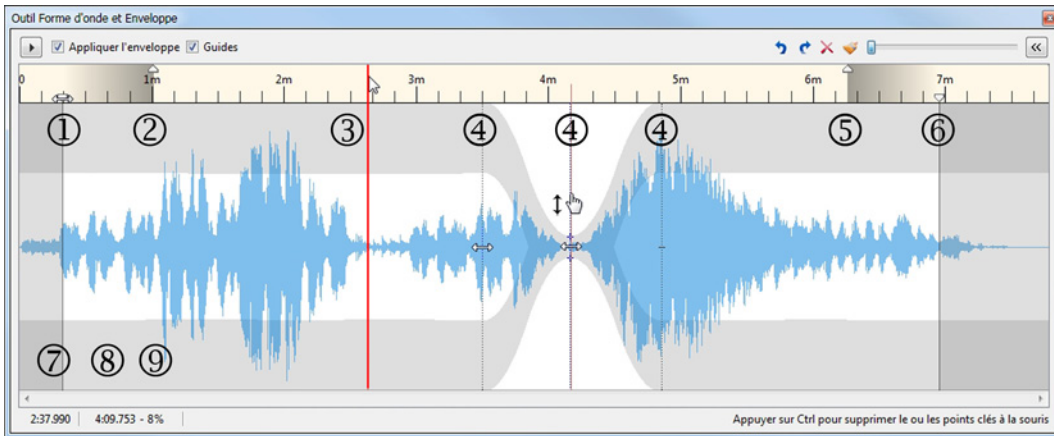 Outil Forme d'onde et Enveloppe
Appliquer l'enveloppe Guides
0 1m 2m 3m 4m 5m 6m 7m
① ② ③ ④ ④ ④ ⑤ ⑥
⑦ ⑧ ⑨
2:37.990 4:09.753 - 8% Appuyer sur Ctrl pour supprimer le ou les points clés à la souris